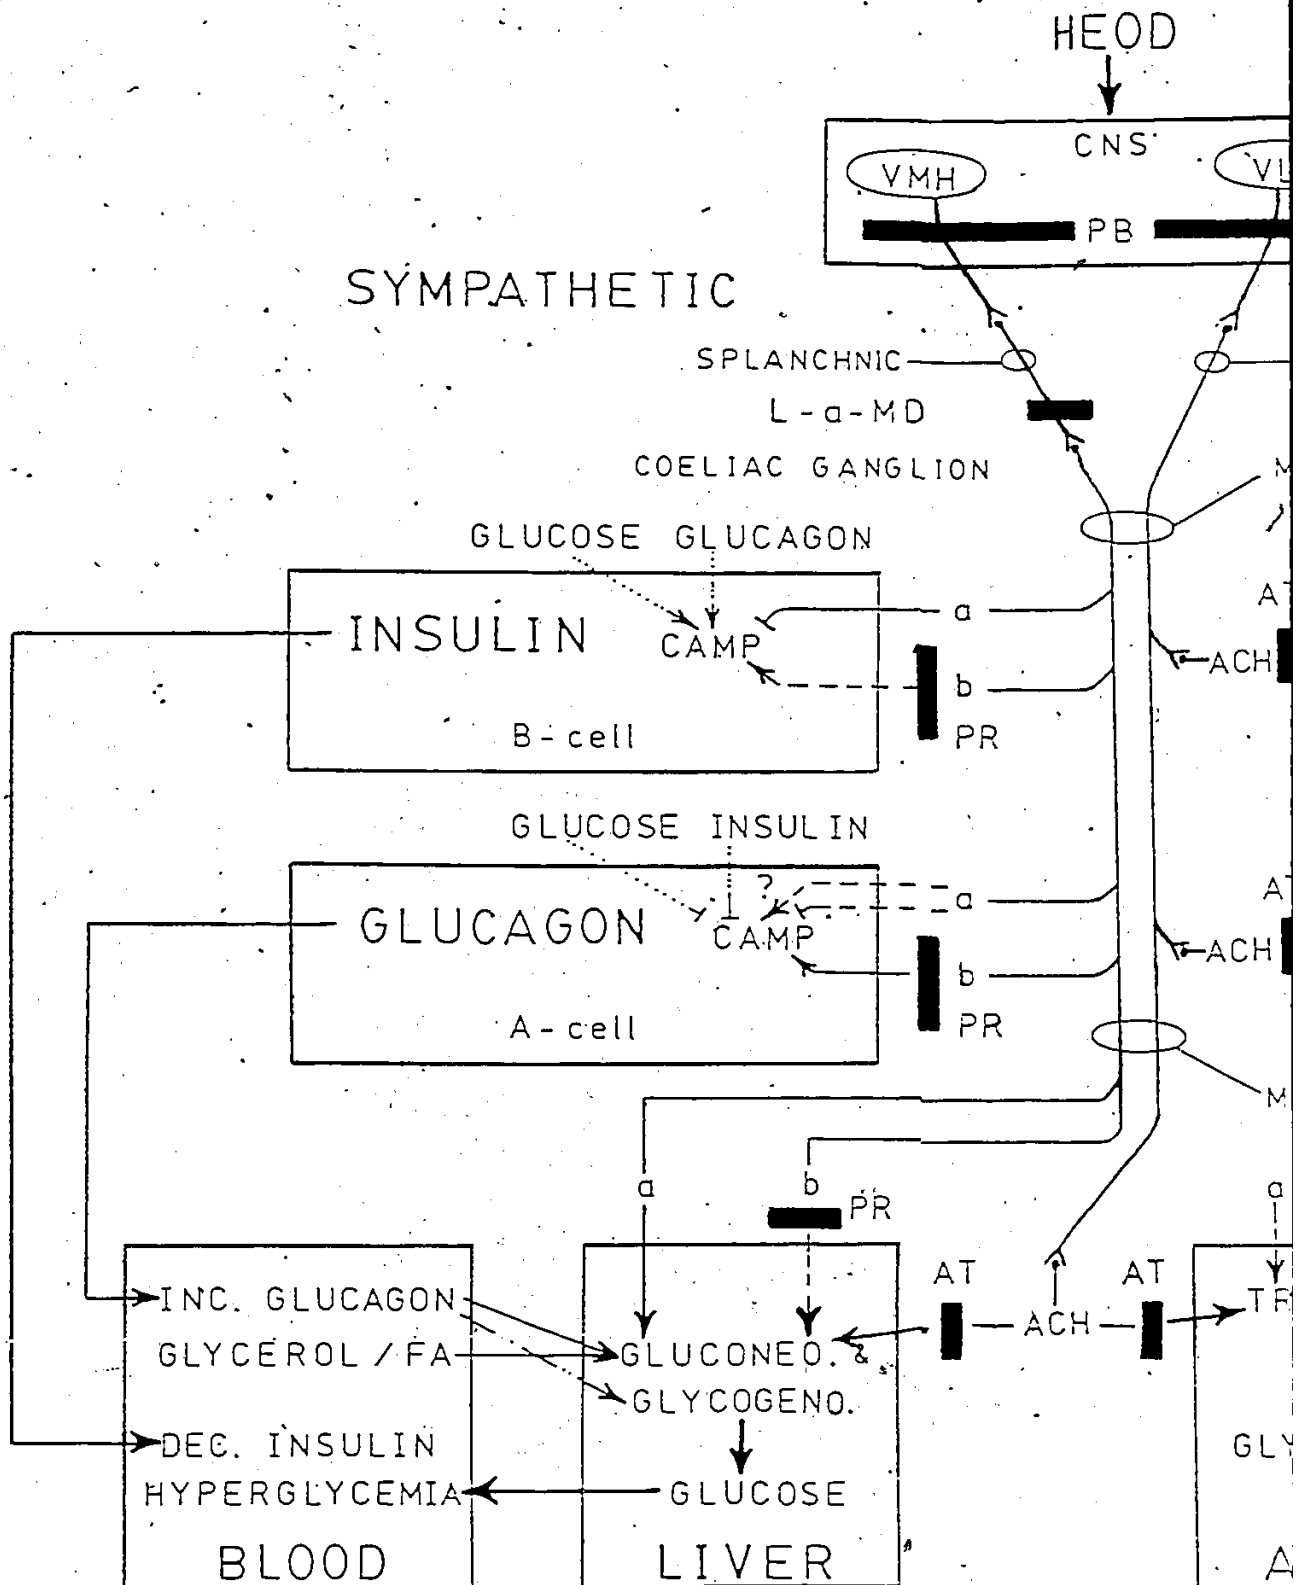 HEOD
CNS
VMH
PB
SYMPATHETIC
SPLANCHNIC
L-a-MD
COELIAC GANGLION
GLUCOSE GLUCAGON
a
INSULIN
CAMP
ACH
b
B-cell
PR
GLUCOSE INSULIN
?
a
GLUCAGON
CAMP
ACH
b
A-cell
PR
a
b
PR
a
AT
AT
INC. GLUCAGON
ACH
GLYCEROL / FA
GLUCONEO. &
GLYCOGENO.
DEC. INSULIN
HYPERGLYCEMIA
GLUCOSE
BLOOD
LIVER